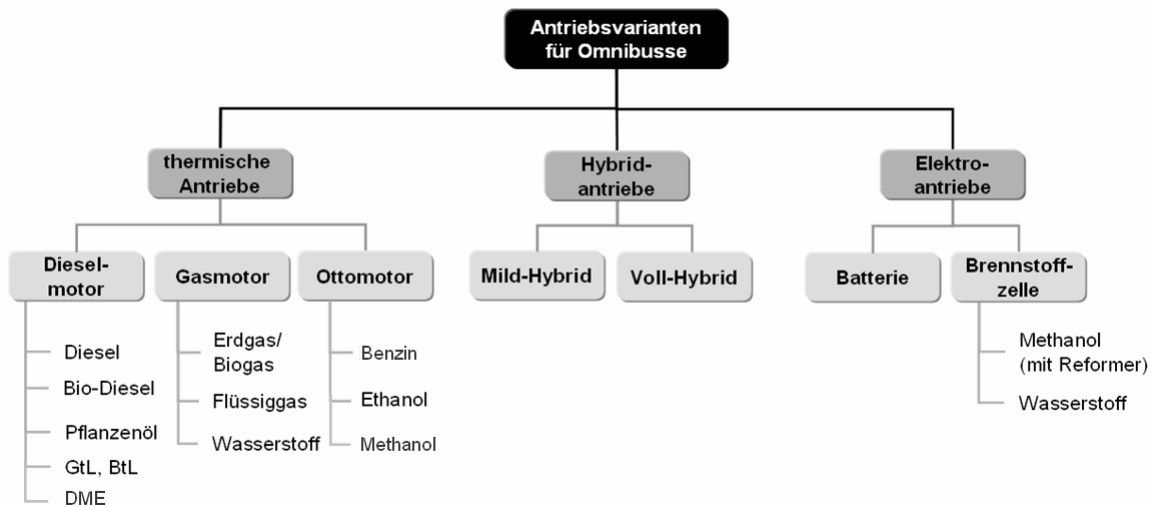 Antriebsvarianten
für Omnibusse
thermische
Antriebe
Hybrid-
antriebe
Elektro-
antriebe
Diesel-
motor
Gasmotor
Ottomotor
Mild-Hybrid
Voll-Hybrid
Batterie
Brennstoff-
zelle
Diesel
Bio-Diesel
Pflanzenöl
GtL, BtL
DME
Erdgas/
Biogas
Flüssiggas
Wasserstoff
Benzin
Ethanol
Methanol
Methanol
(mit Reformer)
Wasserstoff